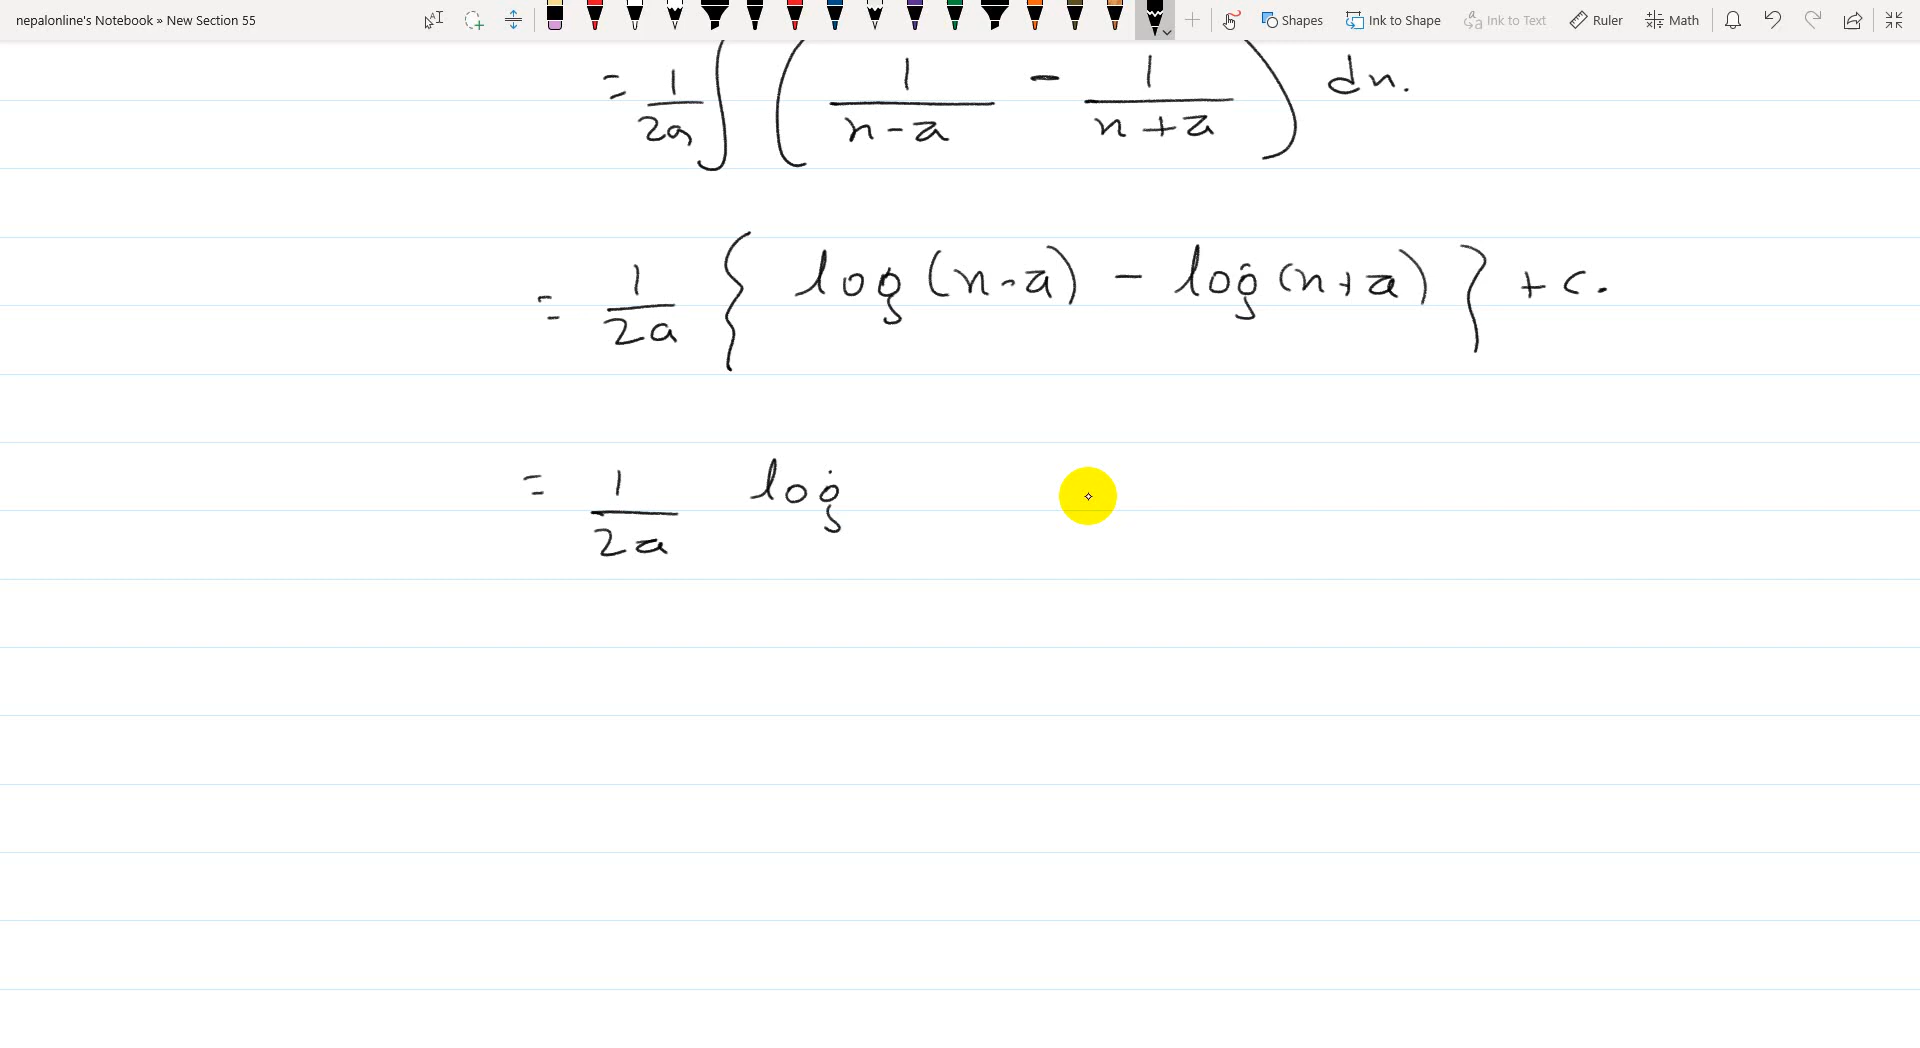 nepalonline's Notebook » New Section 55 Shapes Ink to Shape Ink to Text Ruler Math
= 1/2a ∫ ( 1/x-a - 1/x+a ) dx.
= 1/2a { log (x-a) - log (x+a) } + c.
= 1/2a log